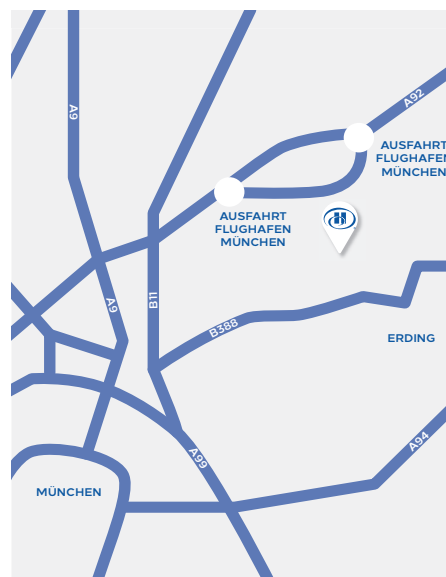 A9
A92
AUSFAHRT
FLUGHAFEN
MÜNCHEN
AUSFAHRT
FLUGHAFEN
MÜNCHEN
H
A9
B11
B388
ERDING
A94
A99
MÜNCHEN